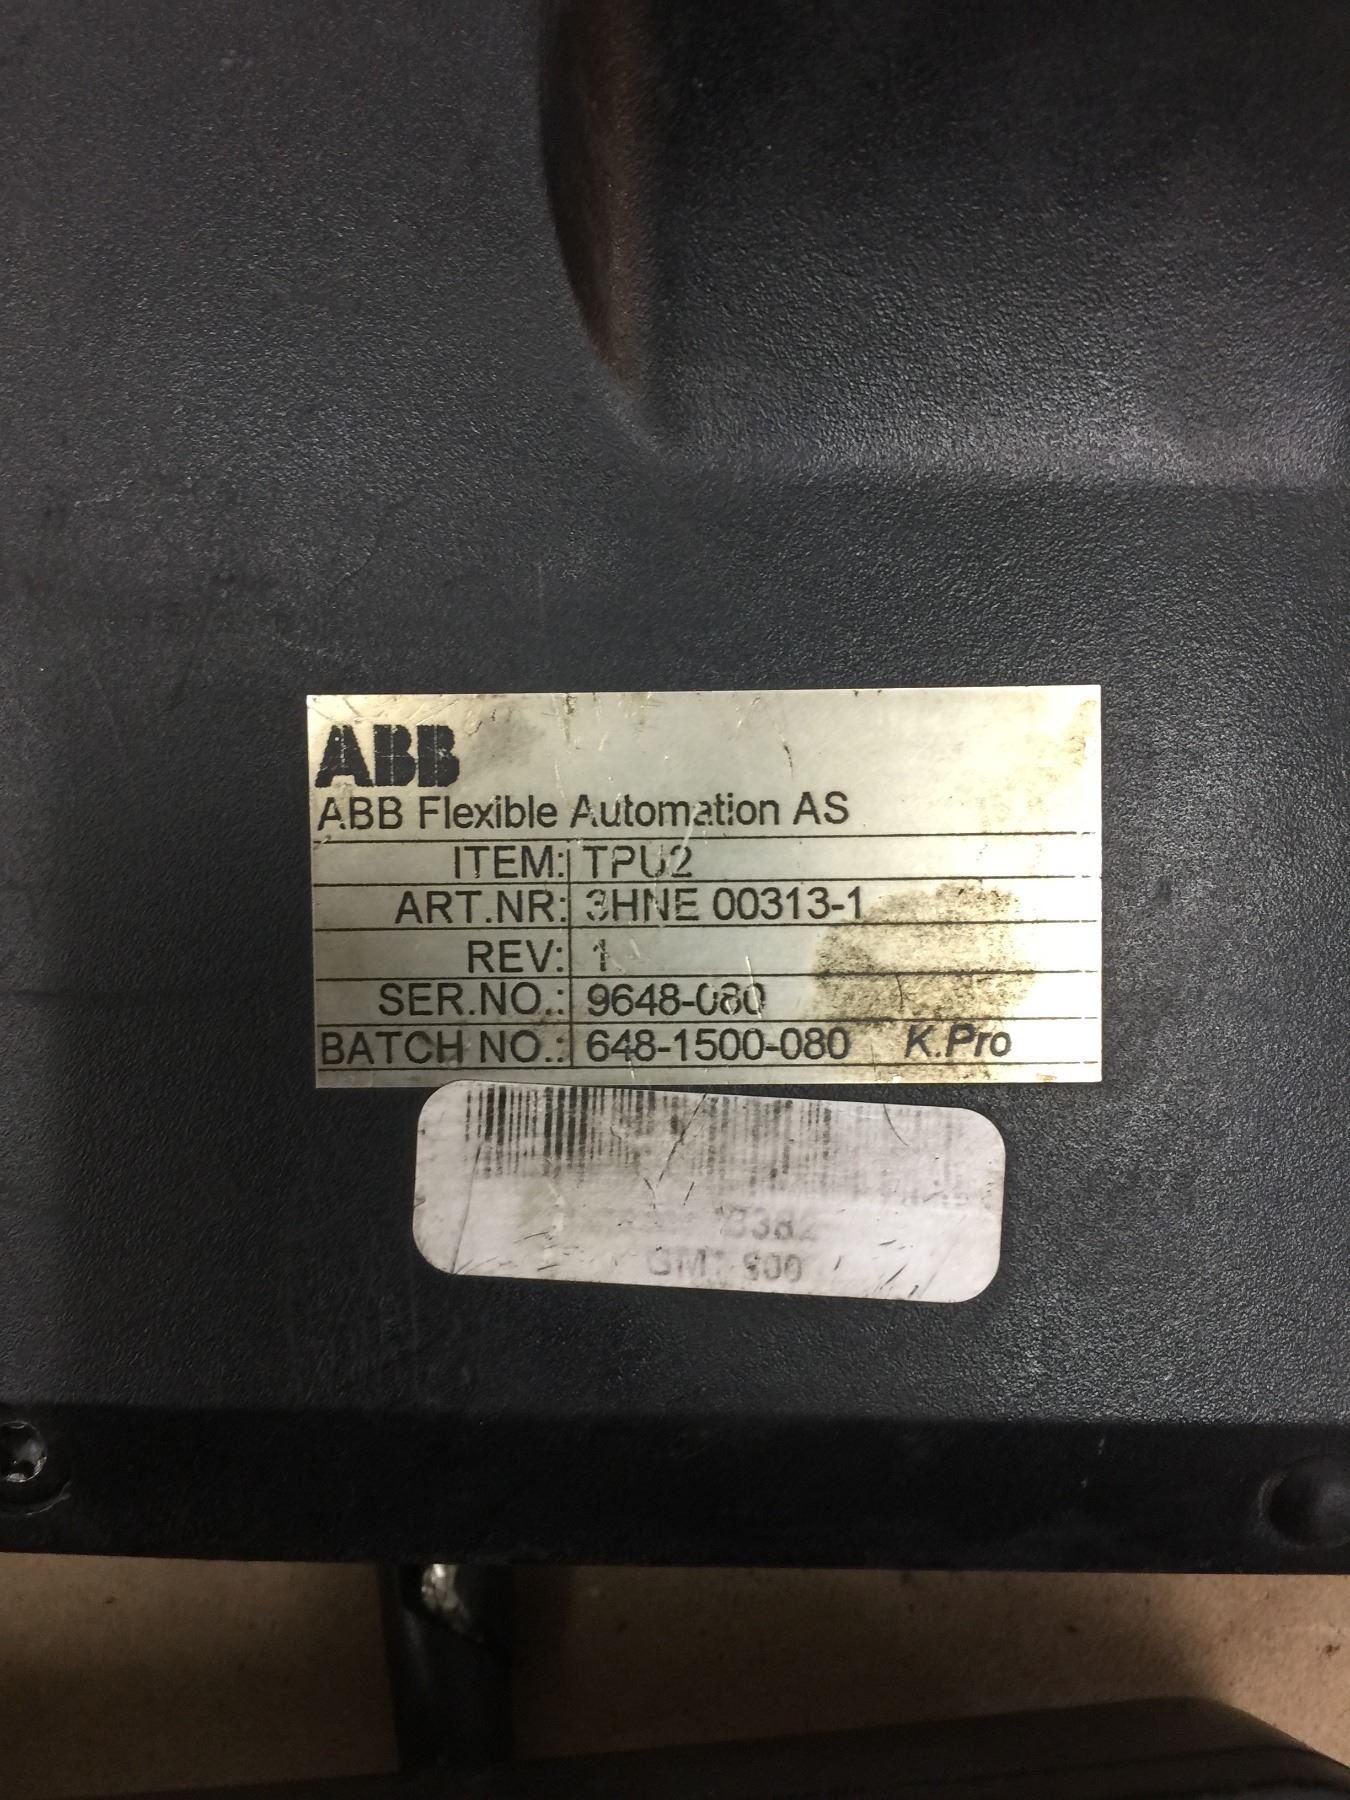 ABB
ABB Flexible Automation AS
ITEM: TPU2
ART.NR: 3HNE 00313-1
REV: 1
SER.NO.: 9648-080
BATCH NO.: 648-1500-080 K.Pro